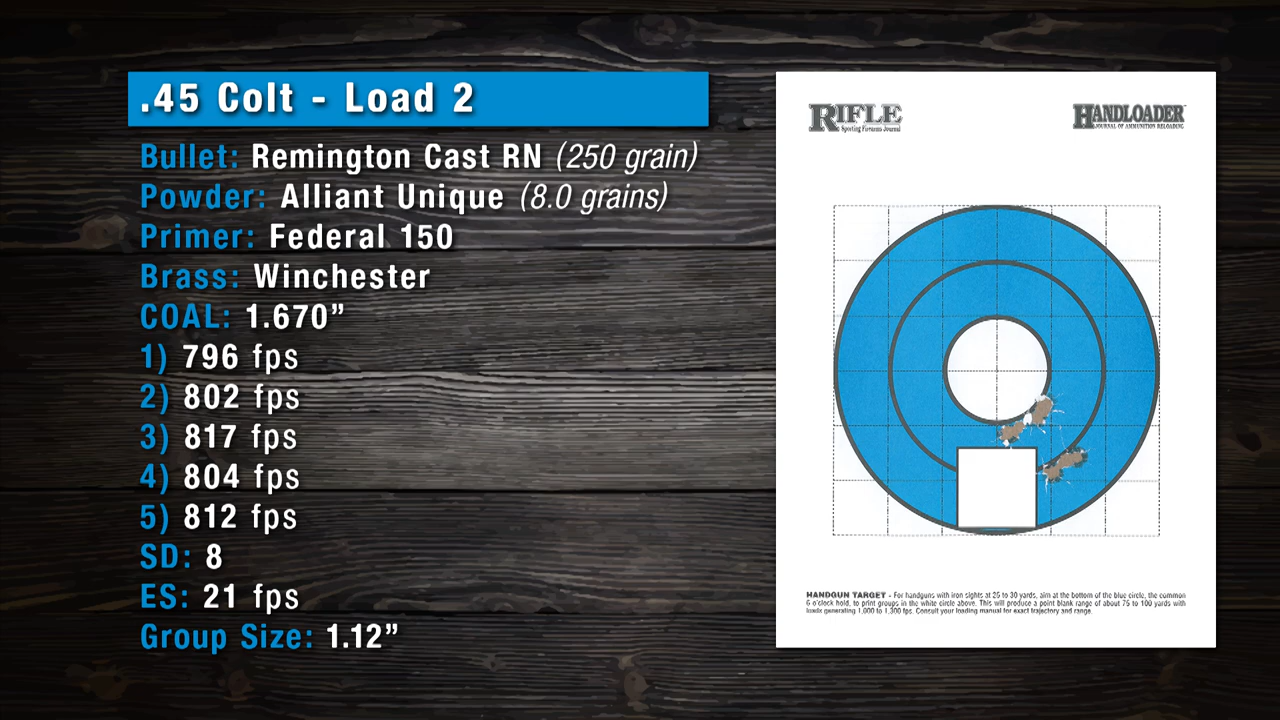 .45 Colt - Load 2
Bullet: Remington Cast RN (250 grain)
Powder: Alliant Unique (8.0 grains)
Primer: Federal 150
Brass: Winchester
COAL: 1.670”
1) 796 fps
2) 802 fps
3) 817 fps
4) 804 fps
5) 812 fps
SD: 8
ES: 21 fps
Group Size: 1.12”
RIFLE
Sporting Firearms Journal
HANDLOADER
JOURNAL OF AMMUNITION RELOADING
HANDGUN TARGET - For handguns with iron sights at 25 to 30 yards, aim at the bottom of the blue circle, the common
6 o'clock hold, to print groups in the white circle above. This will produce a point blank range of about 75 to 100 yards with
loads generating 1,000 to 1,300 fps. Consult your loading manual for exact trajectory and range.